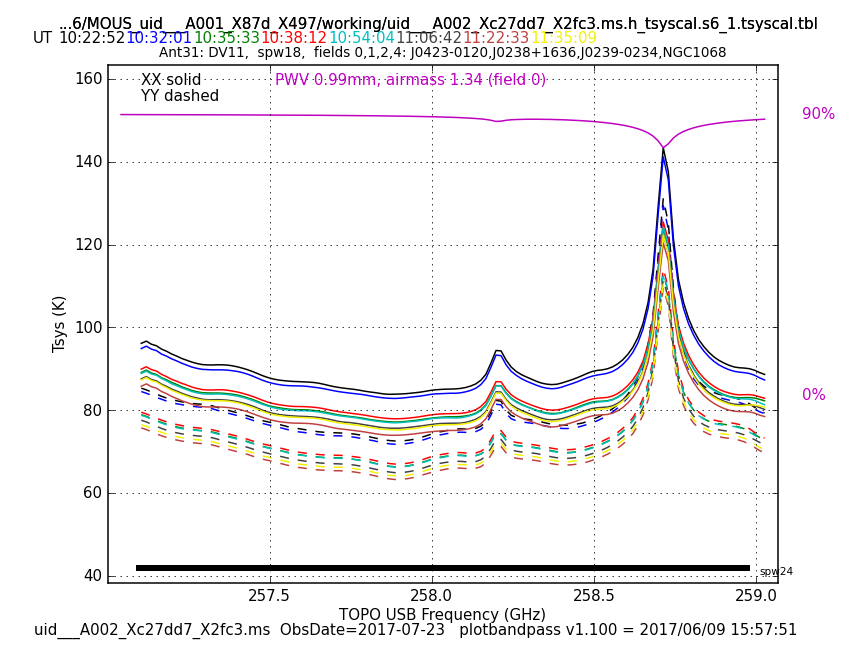 ...6/MOUS_uid___A001_X87d_X497/working/uid___A002_Xc27dd7_X2fc3.ms.h_tsyscal.s6_1.tsyscal.tbl
UT 10:22:52 10:32:01 10:35:33 10:38:12 10:54:04 11:06:42 11:22:33 11:35:09
Ant31: DV11, spw18, fields 0,1,2,4: J0423-0120,J0238+1636,J0239-0234,NGC1068
XX solid
YY dashed
PWV 0.99mm, airmass 1.34 (field 0)
90%
0%
160
140
120
100
80
60
40
Tsys (K)
spw24
257.5 258.0 258.5 259.0
TOPO USB Frequency (GHz)
uid___A002_Xc27dd7_X2fc3.ms ObsDate=2017-07-23 plotbandpass v1.100 = 2017/06/09 15:57:51